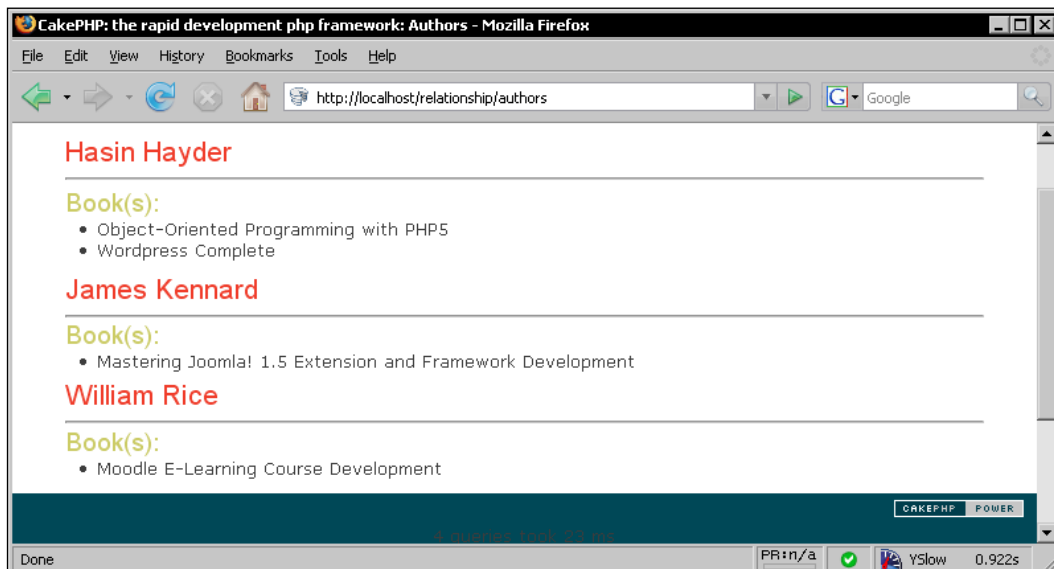 CakePHP: the rapid development php framework: Authors - Mozilla Firefox
File Edit View History Bookmarks Tools Help
http://localhost/relationship/authors
G Google
Hasin Hayder
Book(s):
• Object-Oriented Programming with PHP5
• Wordpress Complete
James Kennard
Book(s):
• Mastering Joomla! 1.5 Extension and Framework Development
William Rice
Book(s):
• Moodle E-Learning Course Development
CAKEPHP POWER
4 queries took 23 ms
Done PR:n/a YSlow 0.922s